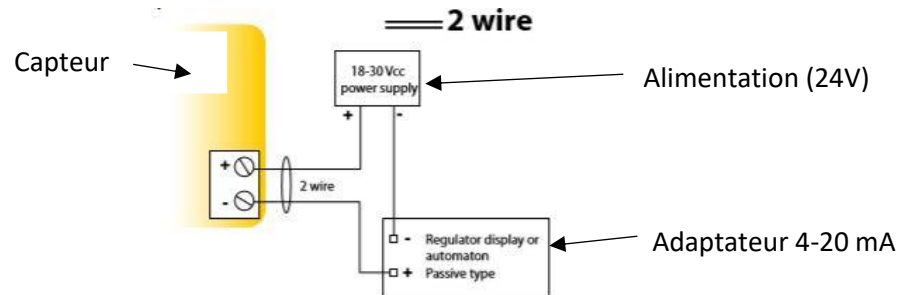 2 wire
Capteur
18-30 Vcc
power supply
Alimentation (24V)
+ -
+
2 wire
-
- Regulator display or
automaton
+ Passive type
Adaptateur 4-20 mA